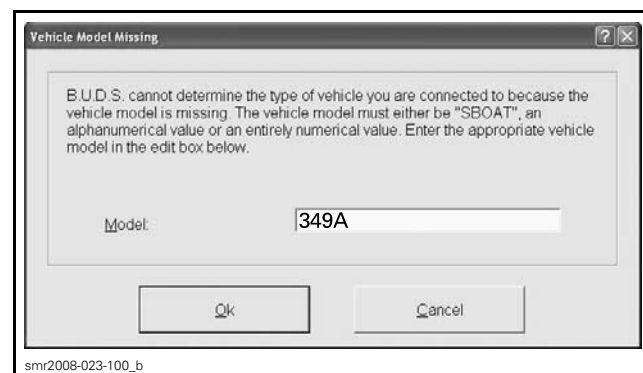 Vehicle Model Missing
B.U.D.S. cannot determine the type of vehicle you are connected to because the
vehicle model is missing. The vehicle model must either be "SBOAT", an
alphanumerical value or an entirely numerical value. Enter the appropriate vehicle
model in the edit box below.
Model: 349A
Ok Cancel
smr2008-023-100_b